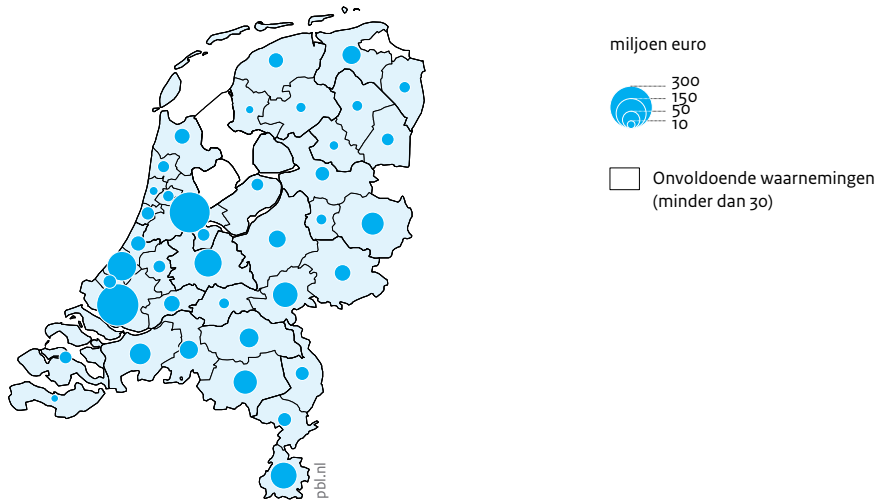 miljoen euro
300
150
50
10
Onvoldoende waarnemingen
(minder dan 30)
pbl.nl